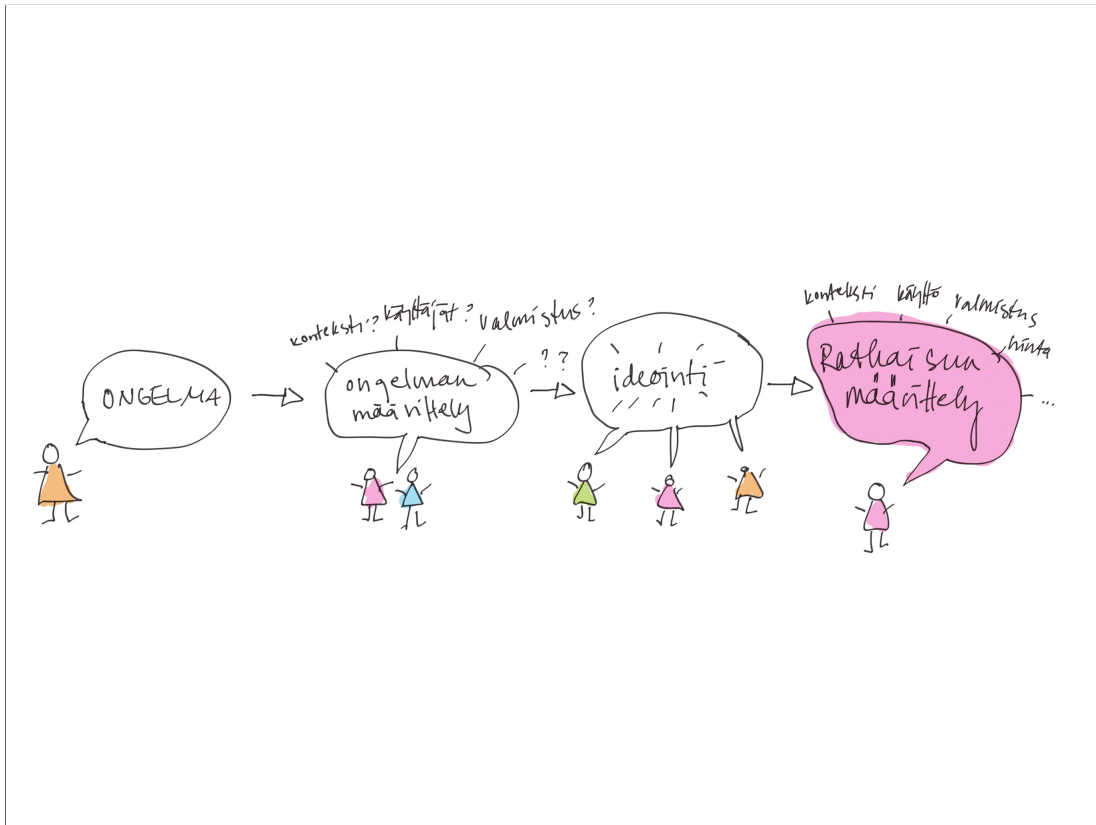 ONGELMA
konteksti?
käyttäjät?
valmistus?
? ?
ongelman
määrittely
ideointi
konteksti
käyttö
valmistus
hinta
...
Ratkaisun
määrittely